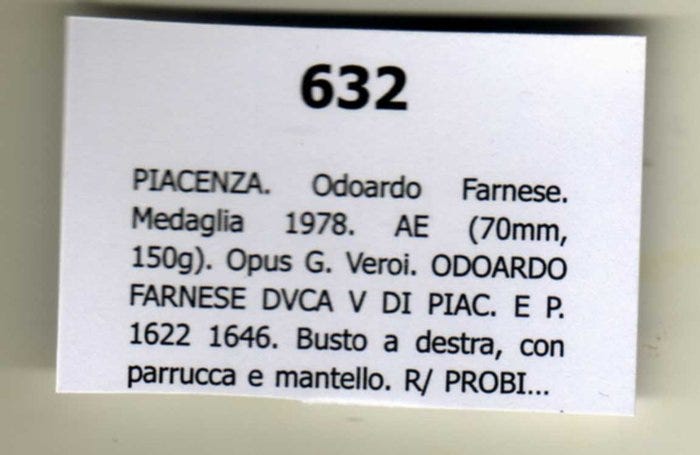 632
PIACENZA. Odoardo Farnese.
Medaglia 1978. AE (70mm,
150g). Opus G. Veroi. ODOARDO
FARNESE DVCA V DI PIAC. E P.
1622 1646. Busto a destra, con
parrucca e mantello. R/ PROBI...